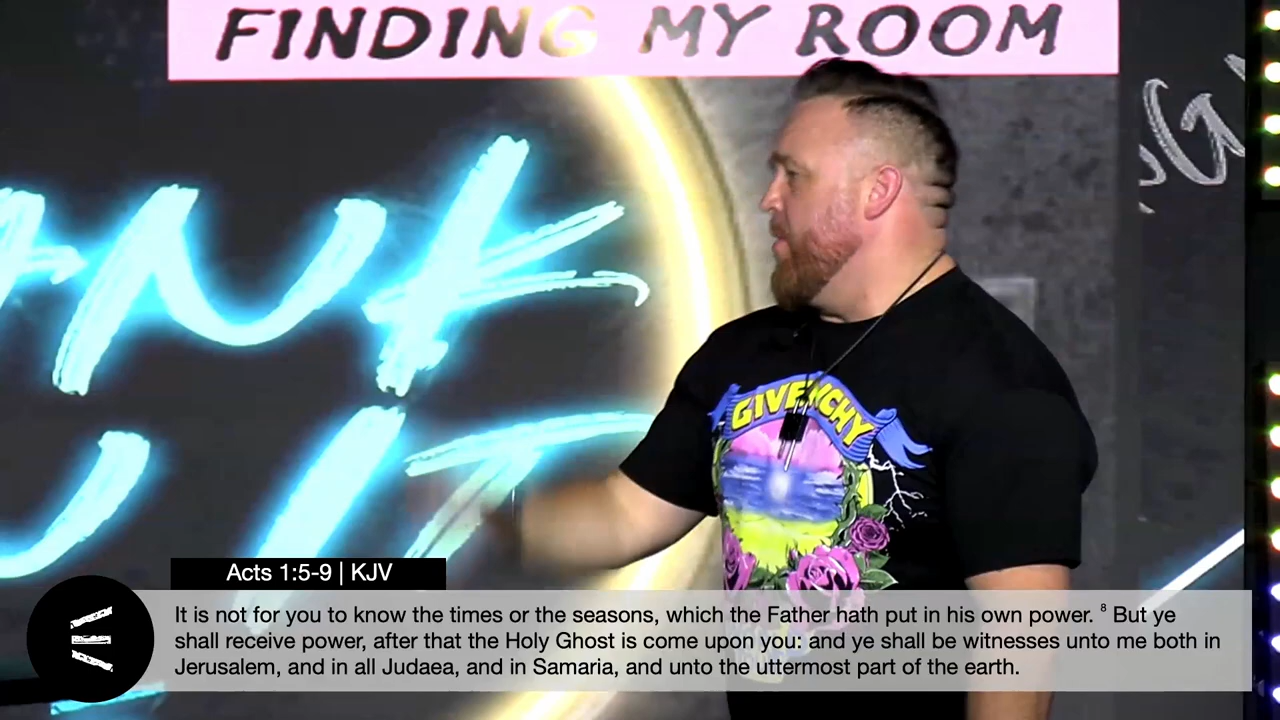 FINDING MY ROOM
GIVENCHY
Acts 1:5-9 | KJV
It is not for you to know the times or the seasons, which the Father hath put in his own power. ⁸ But ye
shall receive power, after that the Holy Ghost is come upon you: and ye shall be witnesses unto me both in
Jerusalem, and in all Judaea, and in Samaria, and unto the uttermost part of the earth.